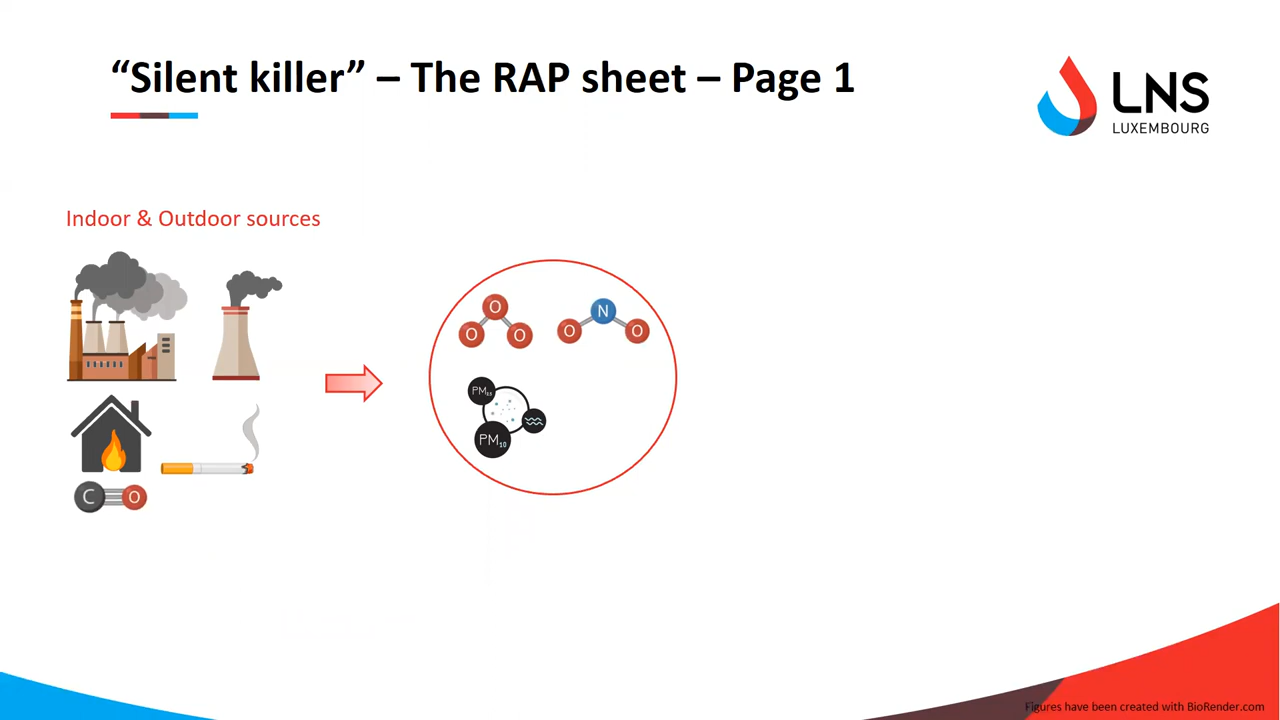 “Silent killer” – The RAP sheet – Page 1
LNS
LUXEMBOURG
Indoor & Outdoor sources
O
O O
N
O O
PM2.5
PM10
C O
Figures have been created with BioRender.com